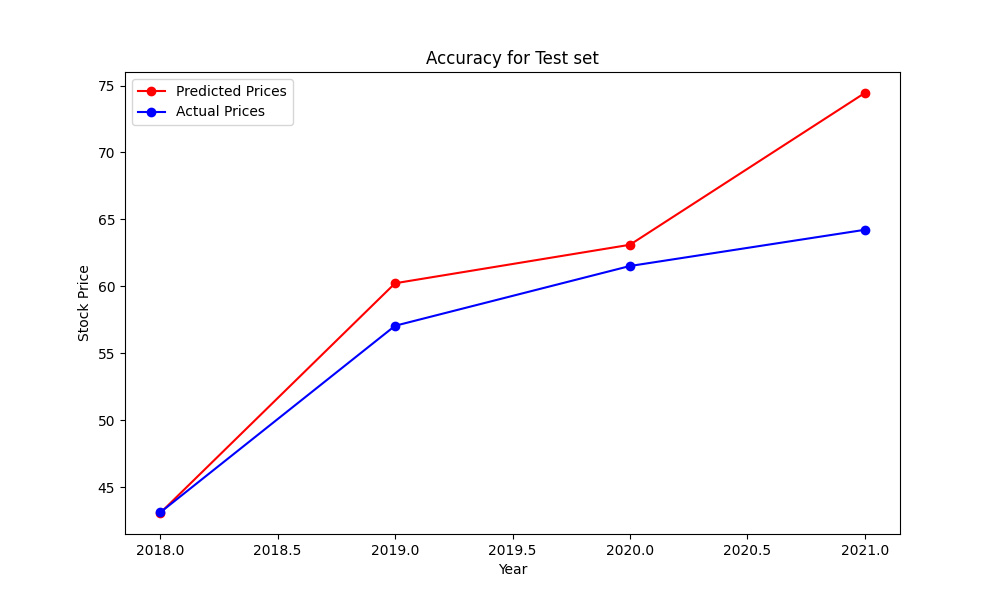 Accuracy for Test set
Predicted Prices
Actual Prices
75
70
65
60
55
50
45
Stock Price
2018.0 2018.5 2019.0 2019.5 2020.0 2020.5 2021.0
Year